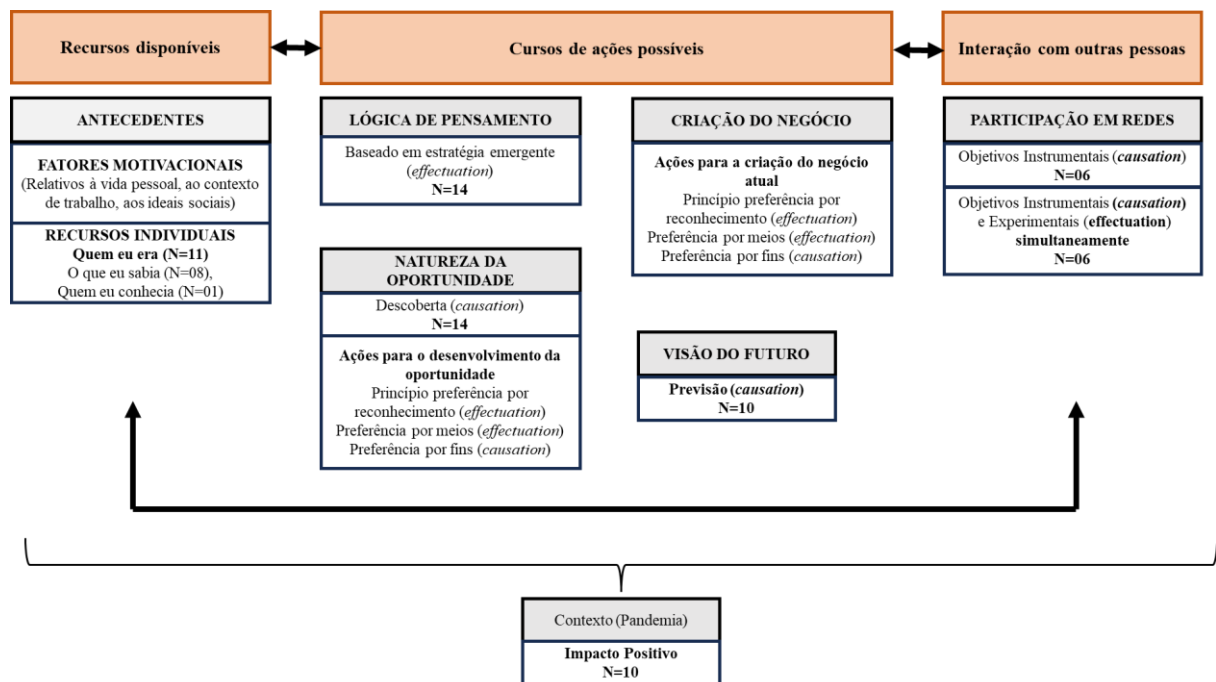 Recursos disponíveis
Cursos de ações possíveis
Interação com outras pessoas
ANTECEDENTES
FATORES MOTIVACIONAIS
(Relativos à vida pessoal, ao contexto
de trabalho, aos ideais sociais)
RECURSOS INDIVIDUAIS
Quem eu era (N=11)
O que eu sabia (N=08),
Quem eu conhecia (N=01)
LÓGICA DE PENSAMENTO
Baseado em estratégia emergente
(effectuation)
N=14
NATUREZA DA
OPORTUNIDADE
Descoberta (causation)
N=14
Ações para o desenvolvimento da
oportunidade
Princípio preferência por
reconhecimento (effectuation)
Preferência por meios (effectuation)
Preferência por fins (causation)
CRIAÇÃO DO NEGÓCIO
Ações para a criação do negócio
atual
Princípio preferência por
reconhecimento (effectuation)
Preferência por meios (effectuation)
Preferência por fins (causation)
VISÃO DO FUTURO
Previsão (causation)
N=10
PARTICIPAÇÃO EM REDES
Objetivos Instrumentais (causation)
N=06
Objetivos Instrumentais (causation)
e Experimentais (effectuation)
simultaneamente
N=06
Contexto (Pandemia)
Impacto Positivo
N=10